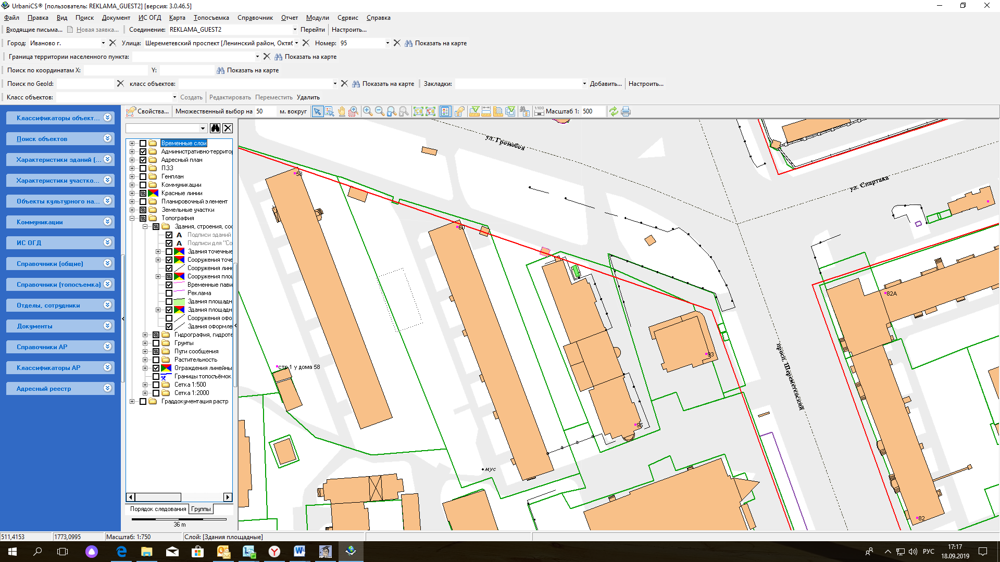 UrbaniCS® [пользователь: REKLAMA_GUEST2] [версия: 3.0.46.5]
Файл Правка Вид Поиск Документ ИС ОГД Карта Топосъемка Справочник Отчет Модули Сервис Справка
Входящие письма... Новая заявка... Соединение: REKLAMA_GUEST2 Перейти Настроить...
Город: Иваново г. Улица: Шереметевский проспект [Ленинский район, Октяб Номер: 95 Показать на карте
Граница территории населенного пункта: Показать на карте
Поиск по координатам X: Y: Показать на карте
Поиск по GeoId: класс объектов: Показать на карте Закладки: Добавить... Настроить...
Класс объектов: Создать Редактировать Переместить Удалить
Свойства... Множественный выбор на 50 м. вокруг 1:100 Масштаб 1: 500
Классификаторы объект...
Поиск объектов
Характеристики зданий (...
Характеристики участко...
Объекты культурного на...
Коммуникации
ИС ОГД
Справочники (общие)
Справочники (топосъемка)
Отделы, сотрудники
Документы
Справочники АР
Классификаторы АР
Адресный реестр
Временные слои
Административно-территор
Адресный план
ПЗЗ
Генплан
Коммуникации
Красные линии
Планировочный элемент
Земельные участки
Топография
Здания, строения, соо
A Подписи зданий
A Подписи для "Со
Здания точечные
Сооружения точе
Сооружения лине
Сооружения площ
Временные пави
Реклама
Здания площадн
Здания площадн
Сооружения офо
Здания оформле
Гидрография, гидроте
Грунты
Пути сообщения
Растительность
Ограждения линейны
Границы топосъёмок
Сетка 1:500
Сетка 1:2000
Граддокументация растр
Порядок следования Группы
36 m
ул. Громобоя
ул. Спартака
просп. Шереметевский
58
60
82А
93
стр.1 у дома 58
95
мус
82
511,4153 1773,0995 Масштаб: 1:750 Слой: [Здания площадные]
РУС
17:17
18.09.2019